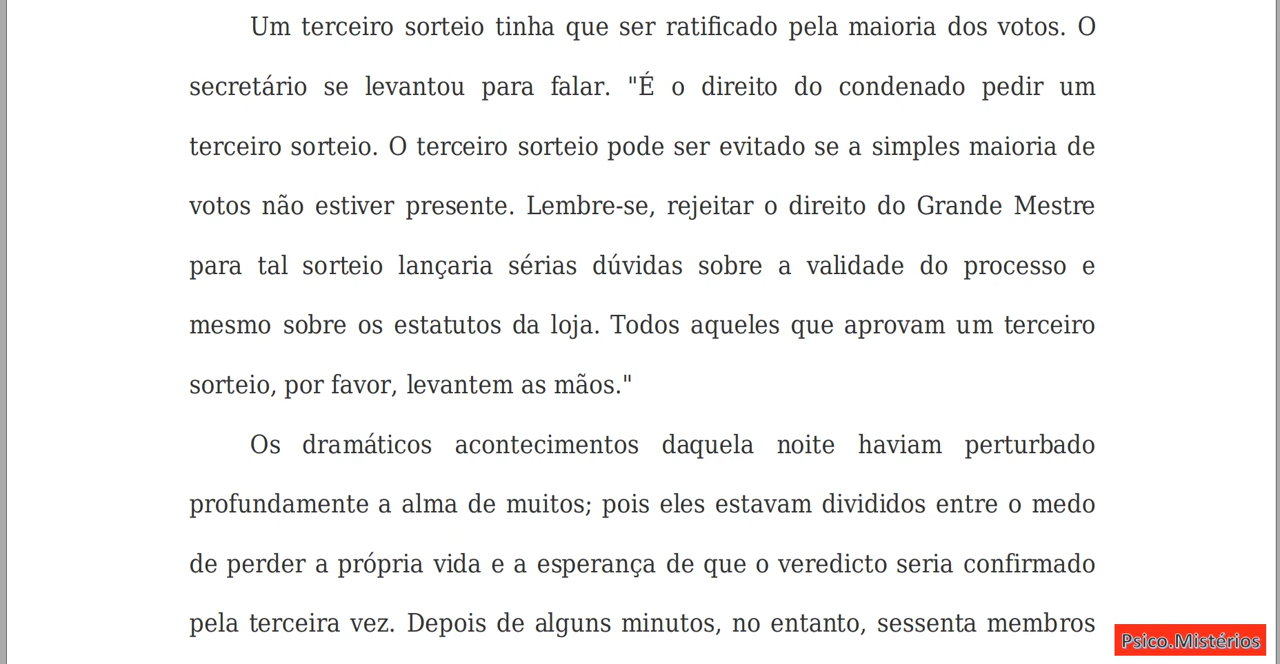 Um terceiro sorteio tinha que ser ratificado pela maioria dos votos. O
secretário se levantou para falar. "É o direito do condenado pedir um
terceiro sorteio. O terceiro sorteio pode ser evitado se a simples maioria de
votos não estiver presente. Lembre-se, rejeitar o direito do Grande Mestre
para tal sorteio lançaria sérias dúvidas sobre a validade do processo e
mesmo sobre os estatutos da loja. Todos aqueles que aprovam um terceiro
sorteio, por favor, levantem as mãos."
Os dramáticos acontecimentos daquela noite haviam perturbado
profundamente a alma de muitos; pois eles estavam divididos entre o medo
de perder a própria vida e a esperança de que o veredicto seria confirmado
pela terceira vez. Depois de alguns minutos, no entanto, sessenta membros
Psico.Mistérios